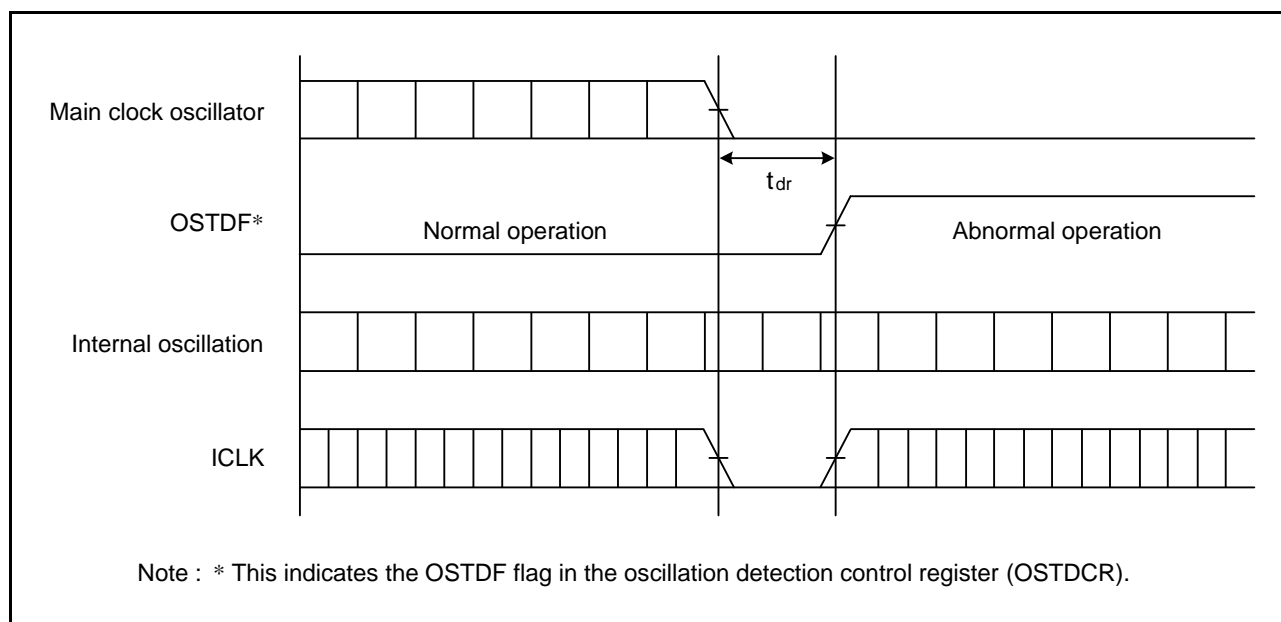 Main clock oscillator
tdr
OSTDF*
Normal operation
Abnormal operation
Internal oscillation
ICLK
Note : * This indicates the OSTDF flag in the oscillation detection control register (OSTDCR).